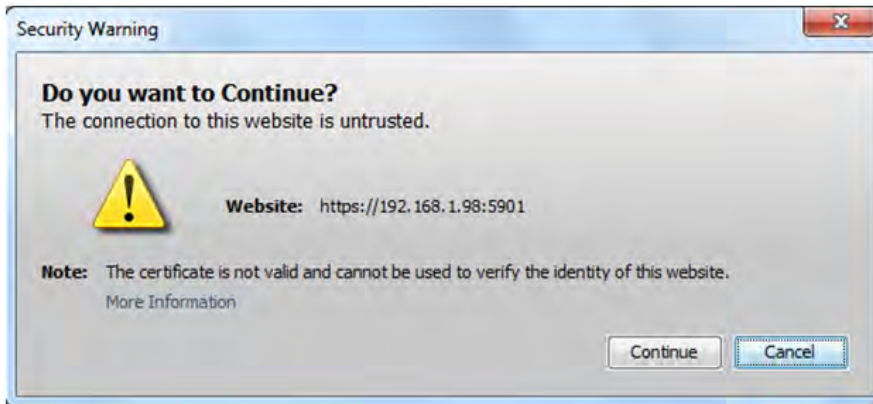 Security Warning
Do you want to Continue?
The connection to this website is untrusted.
Website: https://192.168.1.98:5901
Note: The certificate is not valid and cannot be used to verify the identity of this website.
More Information
Continue Cancel